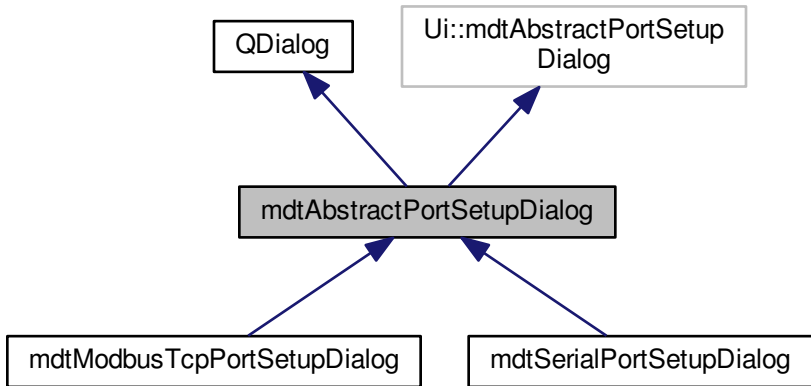 QDialog
Ui::mdtAbstractPortSetup
Dialog
mdtAbstractPortSetupDialog
mdtModbusTcpPortSetupDialog
mdtSerialPortSetupDialog